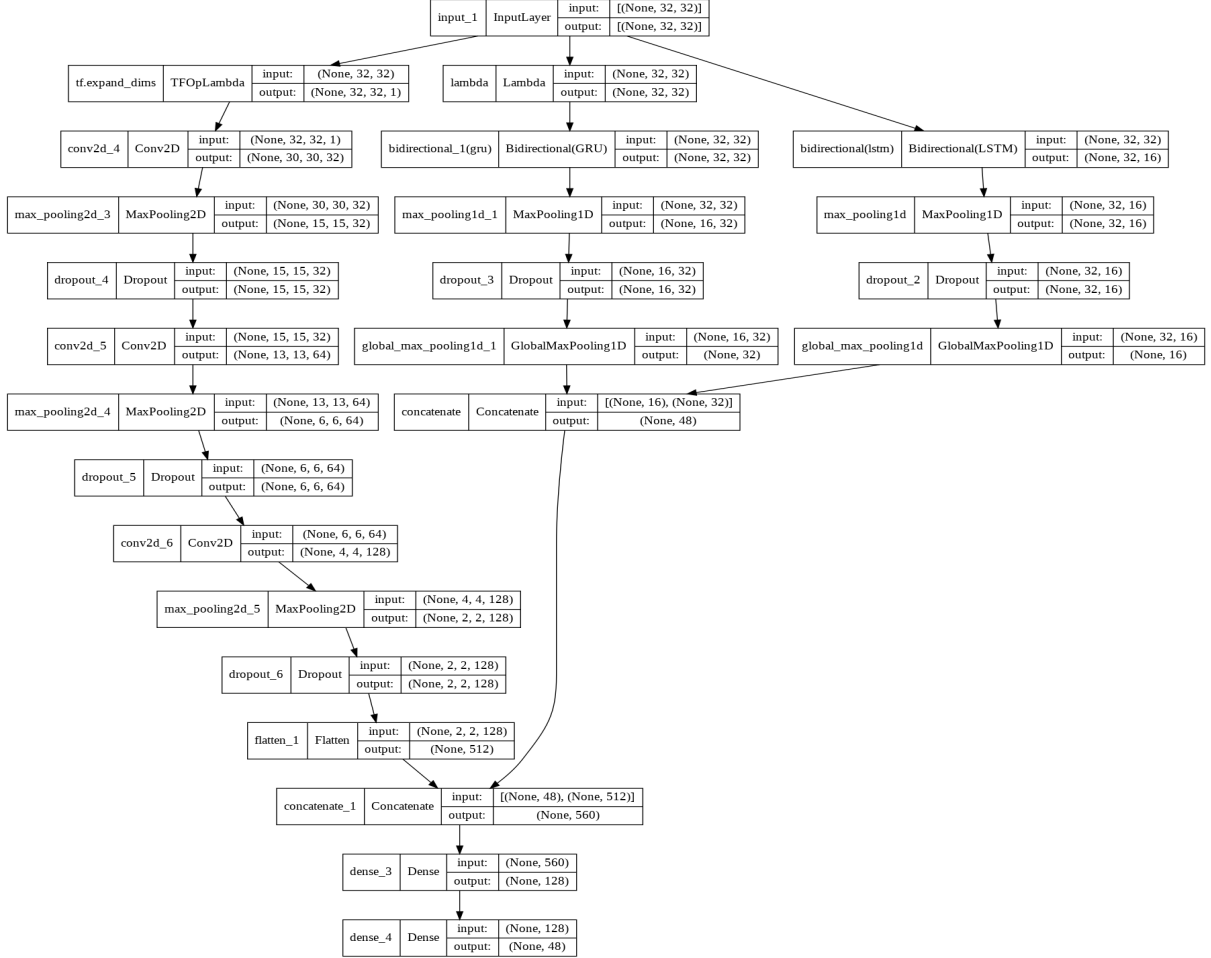 input_1 InputLayer input: [(None, 32, 32)]
output: [(None, 32, 32)]
tf.expand_dims TFOpLambda input: (None, 32, 32)
output: (None, 32, 32, 1)
lambda Lambda input: (None, 32, 32)
output: (None, 32, 32)
conv2d_4 Conv2D input: (None, 32, 32, 1)
output: (None, 30, 30, 32)
bidirectional_1(gru) Bidirectional(GRU) input: (None, 32, 32)
output: (None, 32, 32)
bidirectional(lstm) Bidirectional(LSTM) input: (None, 32, 32)
output: (None, 32, 16)
max_pooling2d_3 MaxPooling2D input: (None, 30, 30, 32)
output: (None, 15, 15, 32)
max_pooling1d_1 MaxPooling1D input: (None, 32, 32)
output: (None, 16, 32)
max_pooling1d MaxPooling1D input: (None, 32, 16)
output: (None, 32, 16)
dropout_4 Dropout input: (None, 15, 15, 32)
output: (None, 15, 15, 32)
dropout_3 Dropout input: (None, 16, 32)
output: (None, 16, 32)
dropout_2 Dropout input: (None, 32, 16)
output: (None, 32, 16)
conv2d_5 Conv2D input: (None, 15, 15, 32)
output: (None, 13, 13, 64)
global_max_pooling1d_1 GlobalMaxPooling1D input: (None, 16, 32)
output: (None, 32)
global_max_pooling1d GlobalMaxPooling1D input: (None, 32, 16)
output: (None, 16)
max_pooling2d_4 MaxPooling2D input: (None, 13, 13, 64)
output: (None, 6, 6, 64)
concatenate Concatenate input: [(None, 16), (None, 32)]
output: (None, 48)
dropout_5 Dropout input: (None, 6, 6, 64)
output: (None, 6, 6, 64)
conv2d_6 Conv2D input: (None, 6, 6, 64)
output: (None, 4, 4, 128)
max_pooling2d_5 MaxPooling2D input: (None, 4, 4, 128)
output: (None, 2, 2, 128)
dropout_6 Dropout input: (None, 2, 2, 128)
output: (None, 2, 2, 128)
flatten_1 Flatten input: (None, 2, 2, 128)
output: (None, 512)
concatenate_1 Concatenate input: [(None, 48), (None, 512)]
output: (None, 560)
dense_3 Dense input: (None, 560)
output: (None, 128)
dense_4 Dense input: (None, 128)
output: (None, 48)